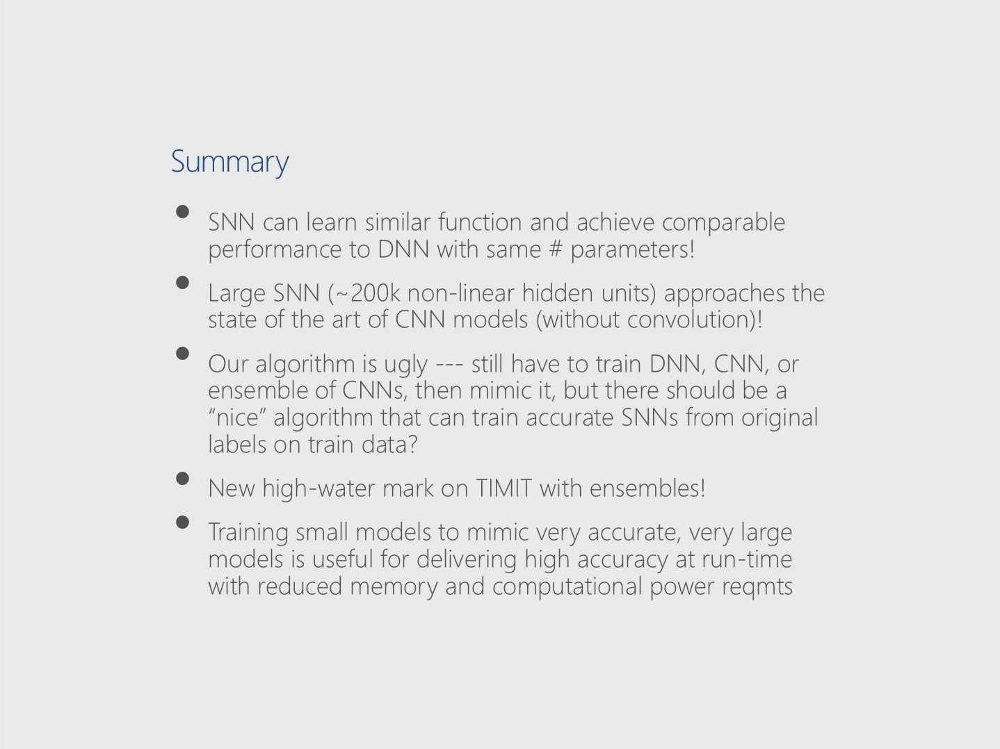 Summary
• SNN can learn similar function and achieve comparable
performance to DNN with same # parameters!
• Large SNN (~200k non-linear hidden units) approaches the
state of the art of CNN models (without convolution)!
• Our algorithm is ugly --- still have to train DNN, CNN, or
ensemble of CNNs, then mimic it, but there should be a
“nice” algorithm that can train accurate SNNs from original
labels on train data?
• New high-water mark on TIMIT with ensembles!
• Training small models to mimic very accurate, very large
models is useful for delivering high accuracy at run-time
with reduced memory and computational power reqmts